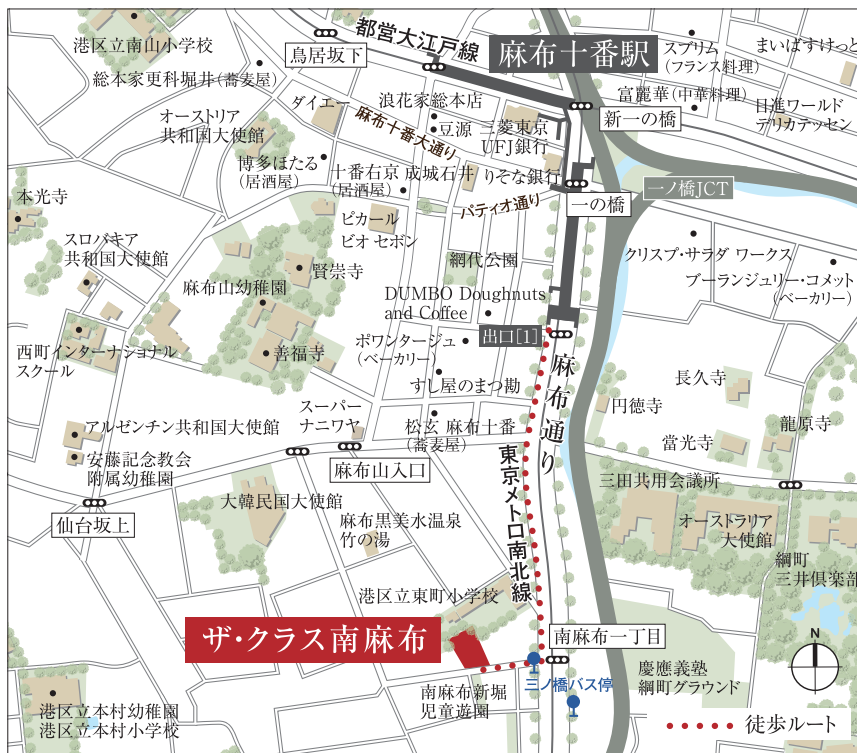 港区立南山小学校
鳥居坂下
都営大江戸線
麻布十番駅
スプリム
(フランス料理)
まいばすけっと
総本家更科堀井(蕎麦屋)
富麗華(中華料理)
日進ワールド
デリカテッセン
新一の橋
オーストリア
共和国大使館
ダイエー
浪花家総本店
豆源
三菱東京
UFJ銀行
麻布十番大通り
博多ほたる
(居酒屋)
十番右京
(居酒屋)
成城石井
りそな銀行
一ノ橋JCT
本光寺
パティオ通り
一の橋
ピカール
ビオ セボン
スロバキア
共和国大使館
賢崇寺
網代公園
クリスプ・サラダ ワークス
麻布山幼稚園
ブーランジュリー・コメット
(ベーカリー)
DUMBO Doughnuts
and Coffee
出口[1]
西町インターナショナル
スクール
善福寺
ポワンタージュ
(ベーカリー)
麻布通り
すし屋のまつ勘
長久寺
円徳寺
龍原寺
アルゼンチン共和国大使館
スーパー
ナニワヤ
松玄 麻布十番
(蕎麦屋)
當光寺
安藤記念教会
附属幼稚園
麻布山入口
東京メトロ南北線
三田共用会議所
大韓民国大使館
仙台坂上
麻布黒美水温泉
竹の湯
オーストラリア
大使館
綱町
三井倶楽部
港区立東町小学校
ザ・クラス南麻布
南麻布一丁目
N
三ノ橋バス停
慶應義塾
綱町グラウンド
南麻布新堀
児童遊園
港区立本村幼稚園
港区立本村小学校
徒歩ルート